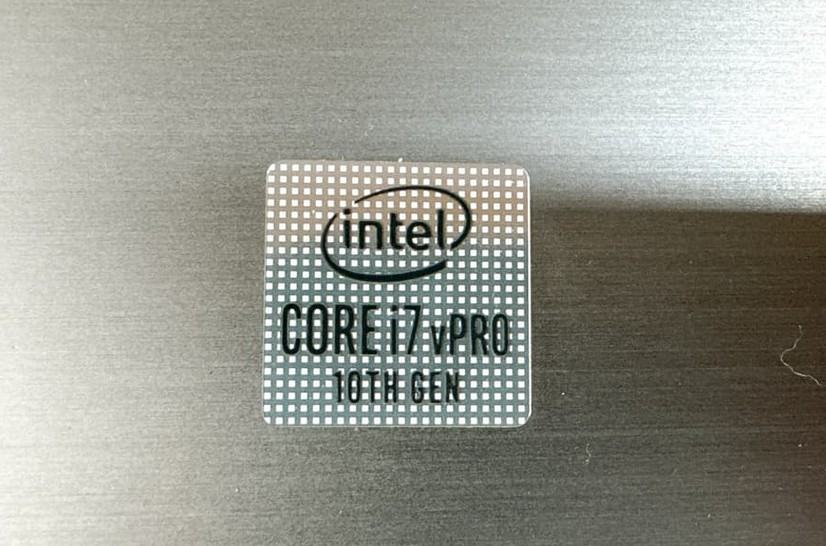 intel
CORE i7 vPRO
10TH GEN